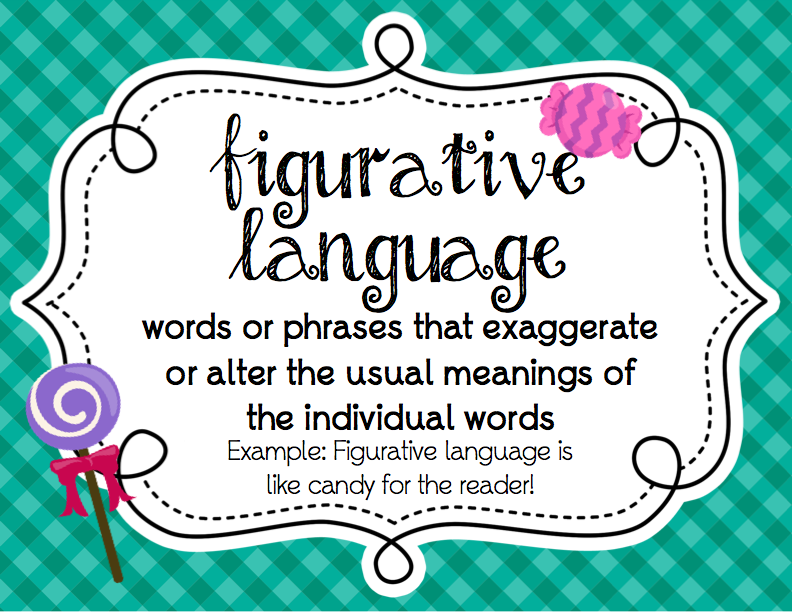 figurative
language
words or phrases that exaggerate
or alter the usual meanings of
the individual words
Example: Figurative language is
like candy for the reader!